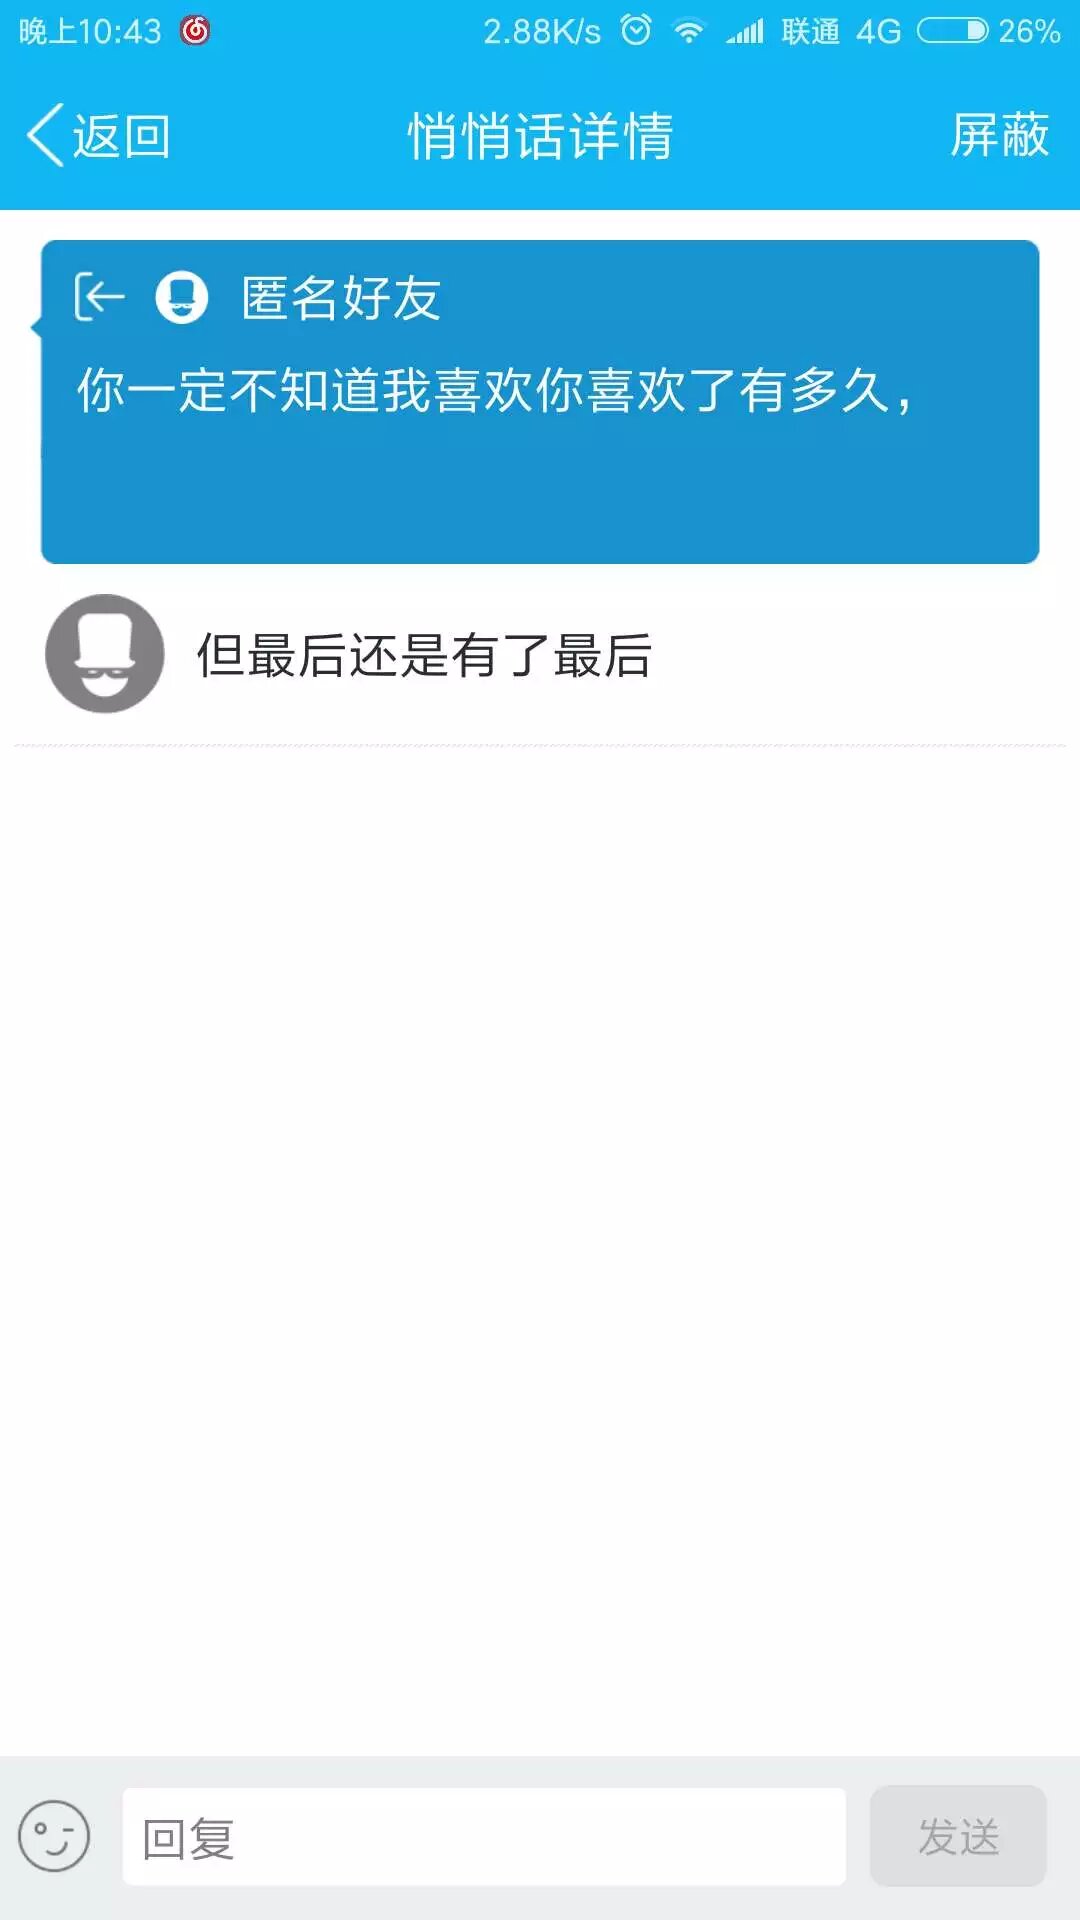 晚上10:43 2.88K/s 联通 4G 26%
返回 悄悄话详情 屏蔽
匿名好友
你一定不知道我喜欢你喜欢了有多久，
但最后还是有了最后
回复 发送